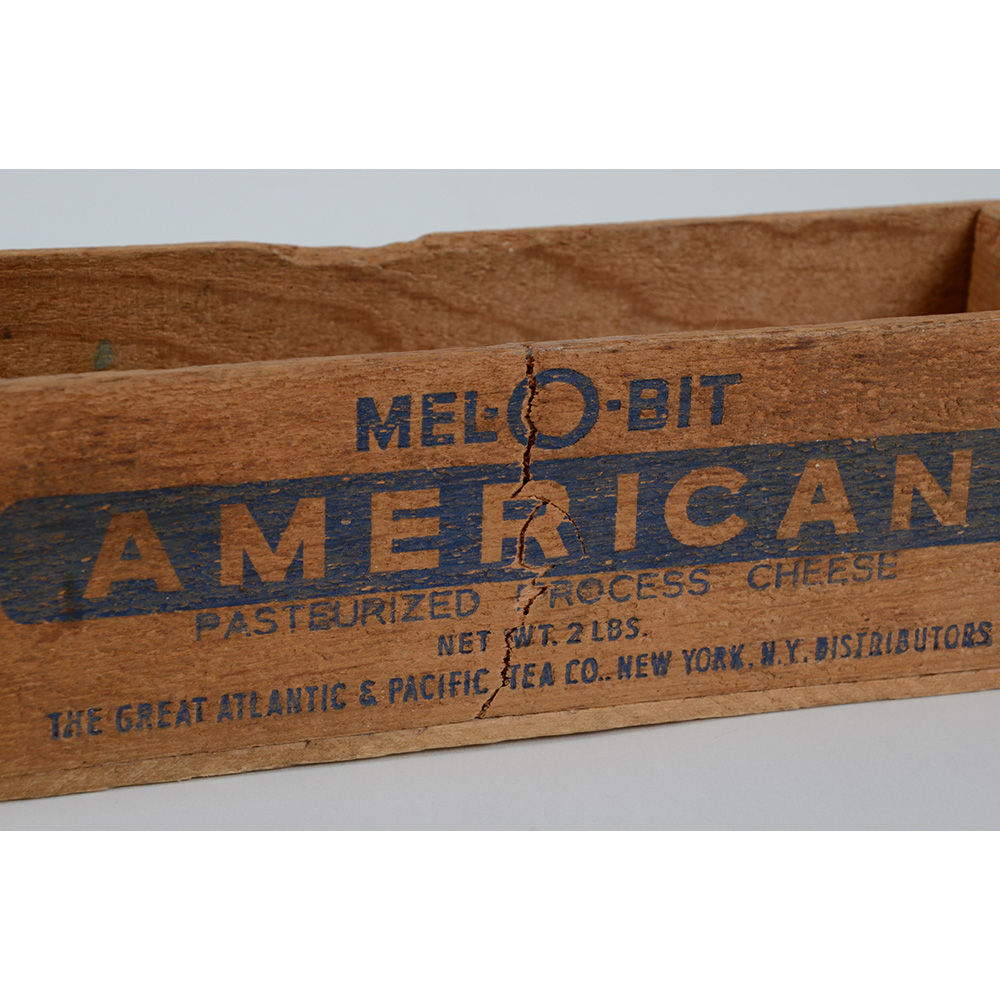 MEL-O-BIT
AMERICAN
PASTEURIZED PROCESS CHEESE
NET WT. 2 LBS.
THE GREAT ATLANTIC & PACIFIC TEA CO., NEW YORK, N.Y. DISTRIBUTORS